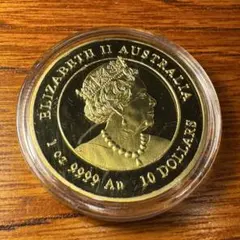 ELIZABETH II AUSTRALIA
1 oz 9999 Au 10 DOLLARS